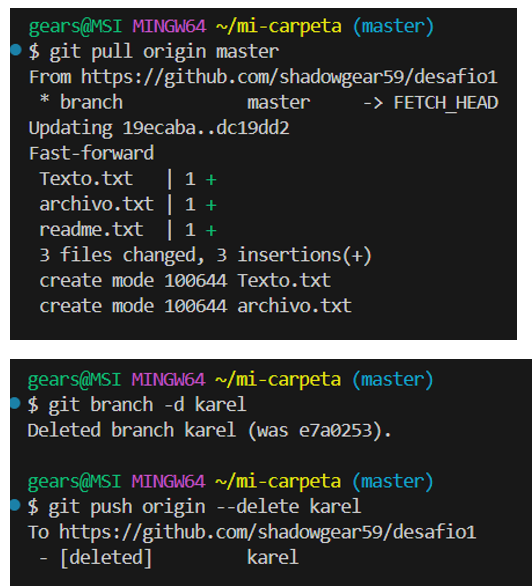 gears@MSI MINGW64 ~/mi-carpeta (master)
$ git pull origin master
From https://github.com/shadowgear59/desafio1
 * branch            master     -> FETCH_HEAD
Updating 19ecaba..dc19dd2
Fast-forward
 Texto.txt   | 1 +
 archivo.txt | 1 +
 readme.txt  | 1 +
 3 files changed, 3 insertions(+)
 create mode 100644 Texto.txt
 create mode 100644 archivo.txt
gears@MSI MINGW64 ~/mi-carpeta (master)
$ git branch -d karel
Deleted branch karel (was e7a0253).
gears@MSI MINGW64 ~/mi-carpeta (master)
$ git push origin --delete karel
To https://github.com/shadowgear59/desafio1
 - [deleted]         karel